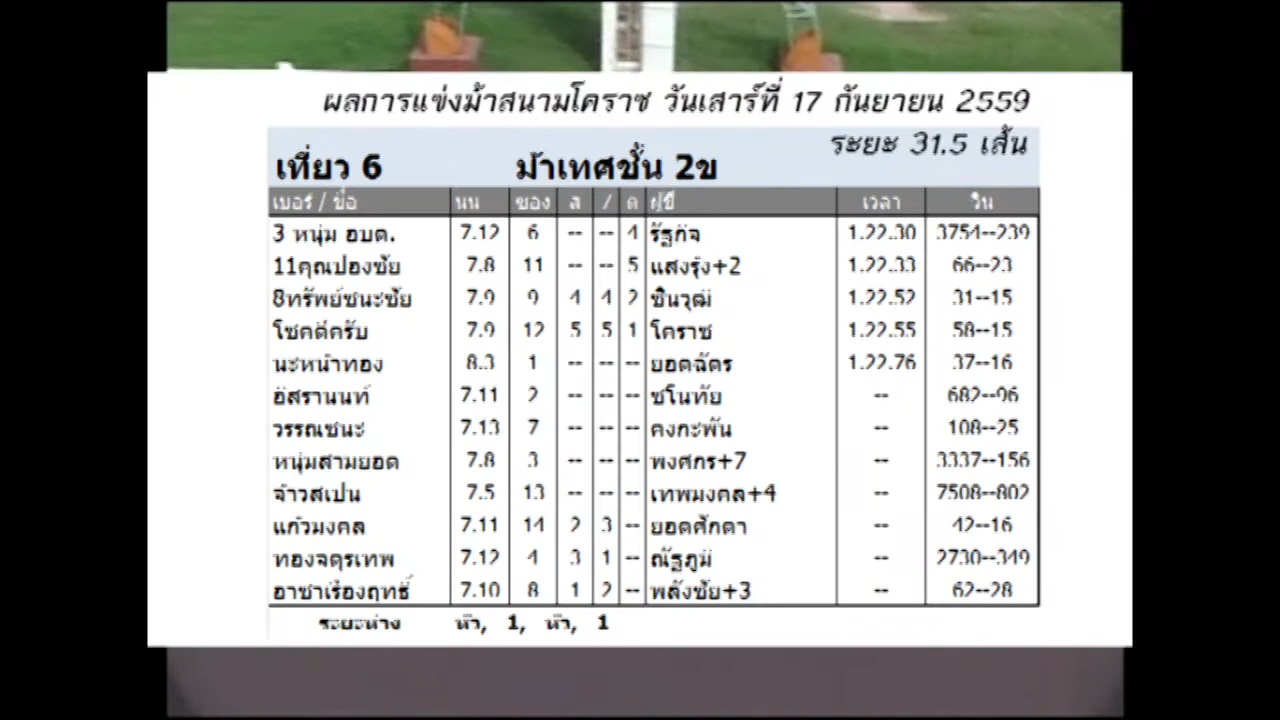 ผลการแข่งม้าสนามโคราช วันเสาร์ที่ 17 กันยายน 2559
ระยะ 31.5 เส้น
เที่ยว 6 ม้าเทศชั้น 2ข
เบอร์ / ชื่อ นน ซอง ส / ต ผู้ขี่ เวลา วิน
3 หนุ่ม อบต. 7.12 6 -- -- 4 รัฐกิจ 1.22.30 3754--239
11คุณปองชัย 7.8 11 -- -- 5 แสงรุ้ง+2 1.22.33 66--23
8ทรัพย์ชนะชัย 7.9 9 4 4 2 ชินวุฒิ 1.22.52 31--15
โชคดีครับ 7.9 12 5 5 1 โคราช 1.22.55 58--15
นะหน้าทอง 8.3 1 -- -- -- ยอดฉัตร 1.22.76 37--16
อิสรานนท์ 7.11 2 -- -- -- ชโนทัย -- 682--96
วรรณชนะ 7.13 7 -- -- -- คงกะพัน -- 108--25
หนุ่มสามยอด 7.8 3 -- -- -- พงศกร+7 -- 3337--156
จ้าวสเปน 7.5 13 -- -- -- เทพมงคล+4 -- 7508--802
แก้วมงคล 7.11 14 2 3 -- ยอดศักดา -- 42--16
ทองจตุรเทพ 7.12 4 3 1 -- ณัฐภูมิ -- 2730--349
อาชาเรืองฤทธิ์ 7.10 8 1 2 -- พลังชัย+3 -- 62--28
ระยะห่าง หัว, 1, หัว, 1